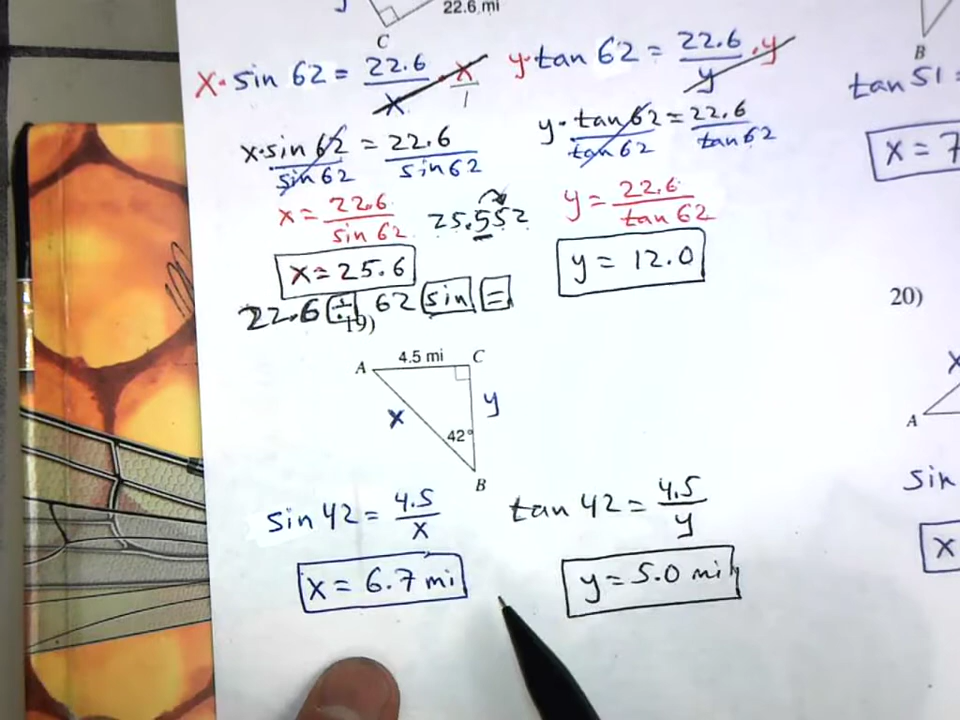 22.6 mi
C
B
x · sin 62 = 22.6/x · x/1
y · tan 62 = 22.6/y · y
tan 51 =
x · sin 62/sin 62 = 22.6/sin 62
y · tan 62/tan 62 = 22.6/tan 62
x = 7
x = 22.6/sin 62
25.552
y = 22.6/tan 62
x = 25.6
y = 12.0
22.6 ÷ 62 sin =
19)
20)
4.5 mi
A
C
x
y
42°
B
x
A
sin 42 = 4.5/x
tan 42 = 4.5/y
sin
x = 6.7 mi
y = 5.0 mi
x